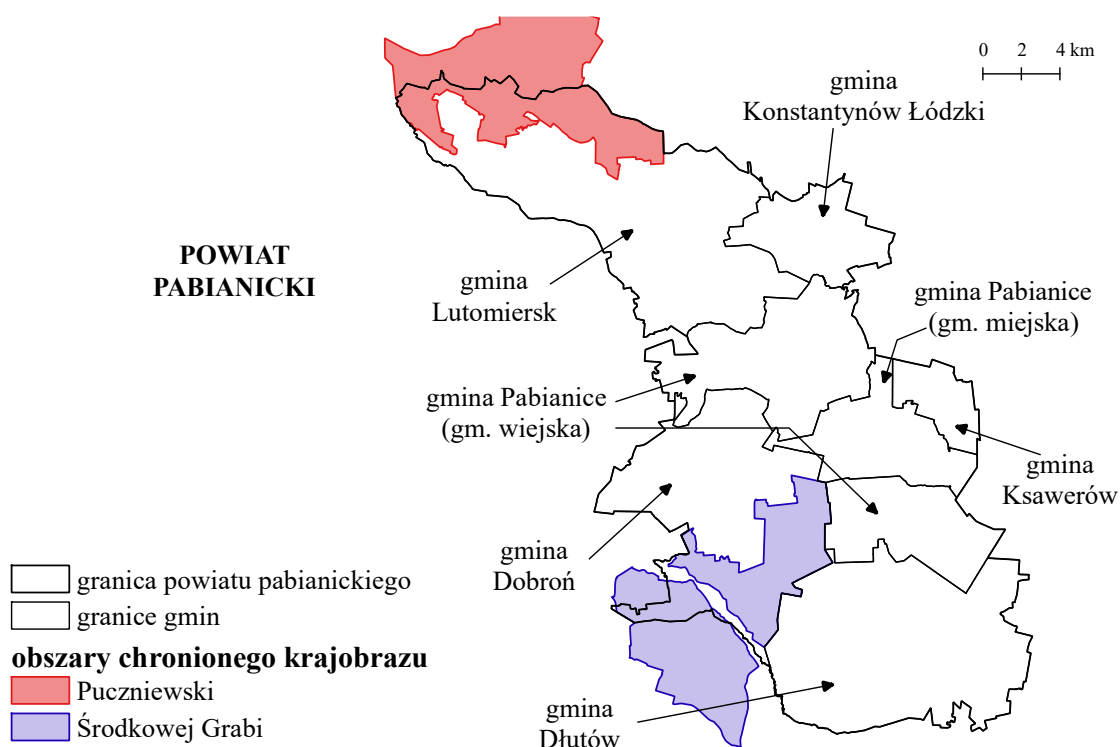 0 2 4 km
gmina
Konstantynów Łódzki
POWIAT
PABIANICKI
gmina
Lutomiersk
gmina Pabianice
(gm. miejska)
gmina Pabianice
(gm. wiejska)
gmina
Ksawerów
gmina
Dobroń
granica powiatu pabianickiego
granice gmin
obszary chronionego krajobrazu
Puczniewski
Środkowej Grabi
gmina
Dłutów